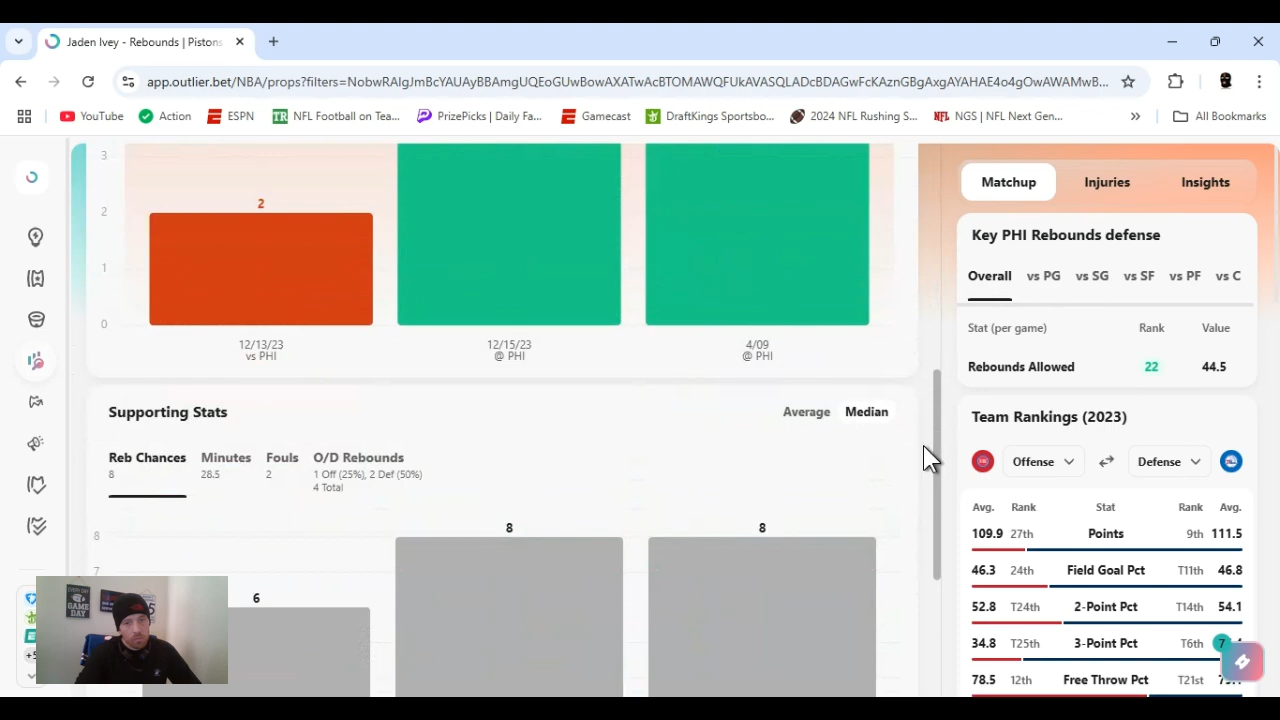 Jaden Ivey - Rebounds | Pistons
app.outlier.bet/NBA/props?filters=NobwRAlgJmBcYAUAyBBAmgUQEoGUwBowAXATwAcBTOMAWQFUkAVASQLADcBDAGwFcKAznGBgAxgAYAHAE4o4gOwAWAMwB...
YouTube
Action
ESPN
NFL Football on Tea...
PrizePicks | Daily Fa...
Gamecast
DraftKings Sportsbo...
2024 NFL Rushing S...
NGS | NFL Next Gen...
»
All Bookmarks
3
2
1
0
2
12/13/23
vs PHI
12/15/23
@ PHI
4/09
@ PHI
Supporting Stats
Average Median
Reb Chances Minutes Fouls O/D Rebounds
8 28.5 2 1 Off (25%), 2 Def (50%)
4 Total
8
7
6
8
8
EVERY DAY
GAME
DAY
Matchup Injuries Insights
Key PHI Rebounds defense
Overall vs PG vs SG vs SF vs PF vs C
Stat (per game) Rank Value
Rebounds Allowed 22 44.5
Team Rankings (2023)
Offense Defense
Avg. Rank Stat Rank Avg.
109.9 27th Points 9th 111.5
46.3 24th Field Goal Pct T11th 46.8
52.8 T24th 2-Point Pct T14th 54.1
34.8 T25th 3-Point Pct T6th 7
78.5 12th Free Throw Pct T21st